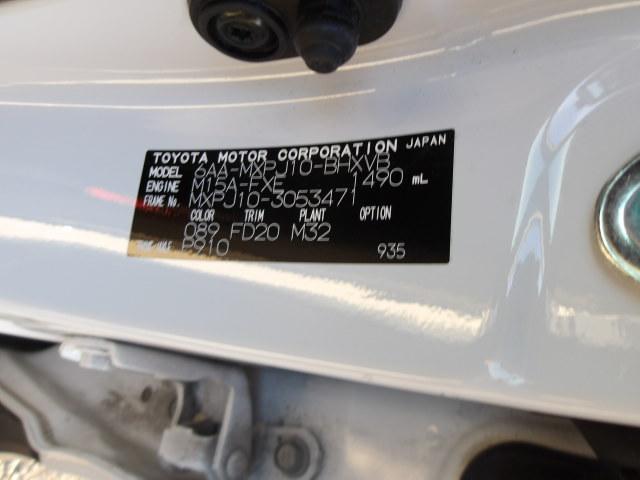 TOYOTA MOTOR CORPORATION JAPAN
MODEL 6AA-MXPJ10-BHXVB
ENGINE M15A-FXE 1490 mL
FRAME No. MXPJ10-3053471
COLOR TRIM PLANT OPTION
089 FD20 M32
P910 935